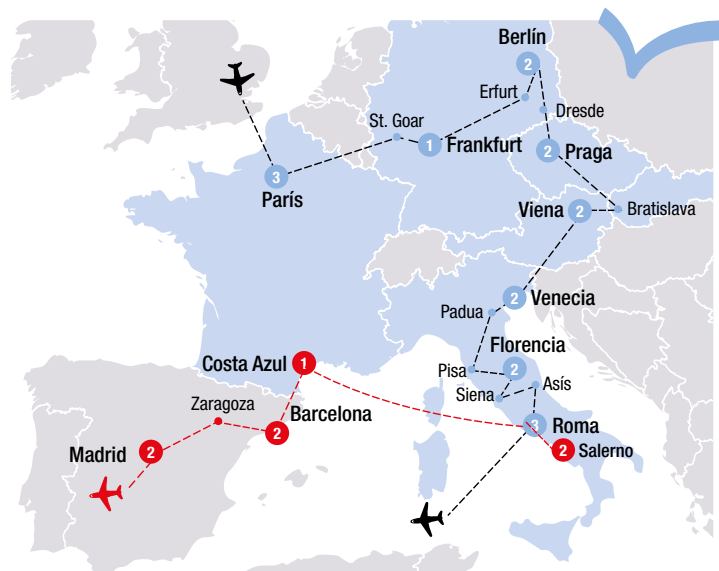 Berlín
2
Erfurt
Dresde
St. Goar
1
Frankfurt
2
Praga
3
París
Viena
2
Bratislava
2
Venecia
Padua
Florencia
2
Costa Azul
1
Pisa
Siena
Asís
Zaragoza
Barcelona
2
3
Roma
Madrid
2
2
Salerno